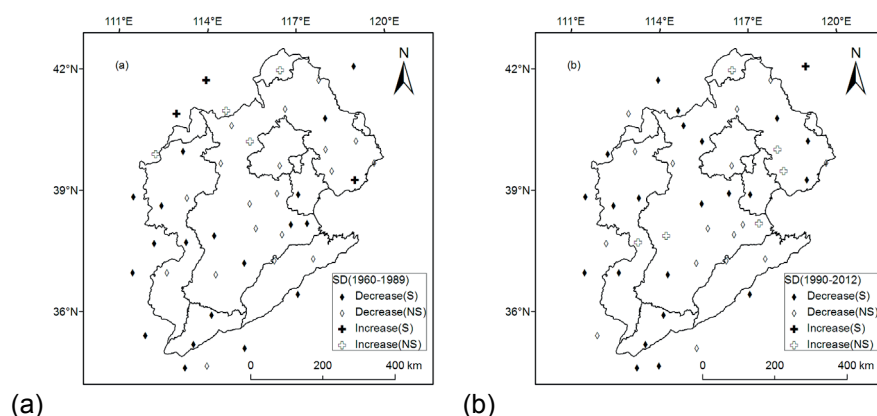 111°E 114°E 117°E 120°E
(a)
N
42°N
39°N
36°N
SD(1960-1989)
Decrease(S)
Decrease(NS)
Increase(S)
Increase(NS)
0 200 400 km
(a)
111°E 114°E 117°E 120°E
(b)
N
42°N
39°N
36°N
SD(1990-2012)
Decrease(S)
Decrease(NS)
Increase(S)
Increase(NS)
0 200 400 km
(b)